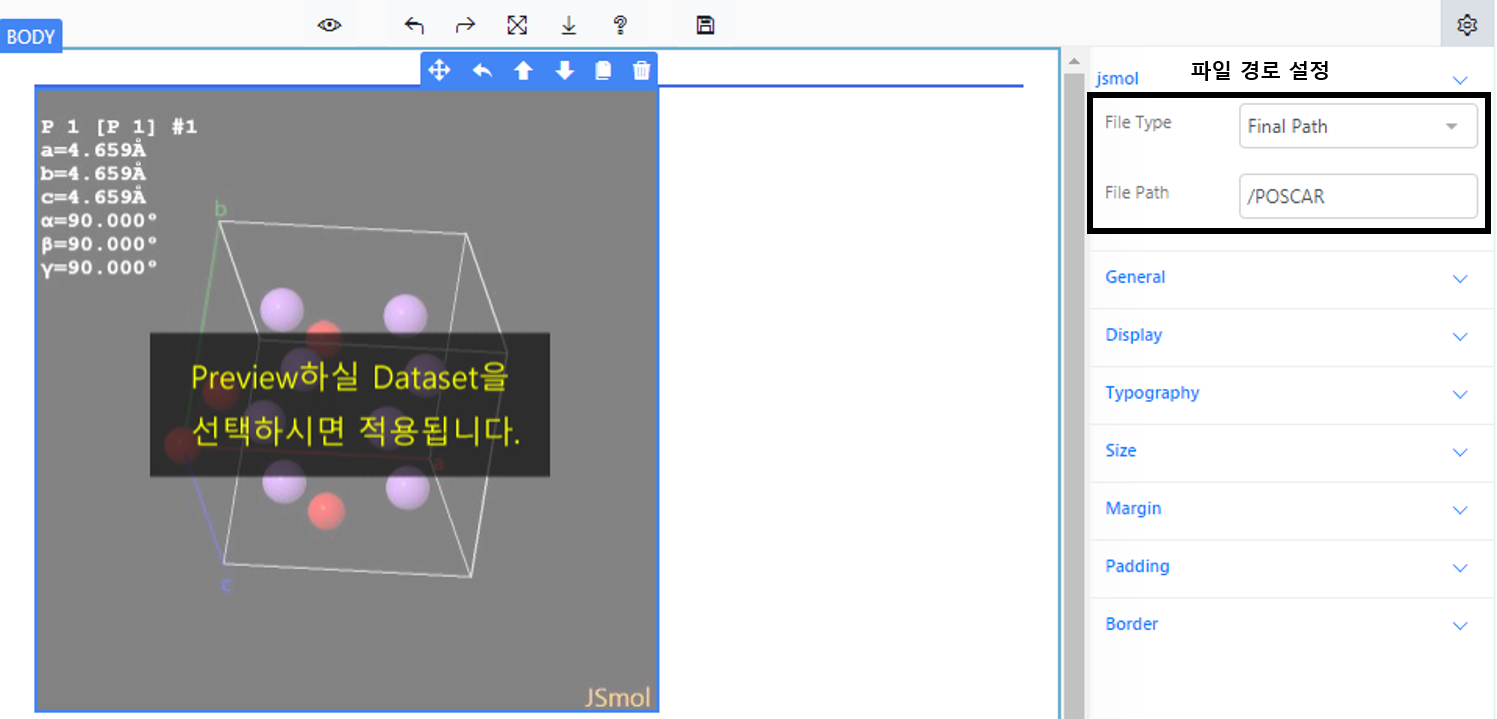 BODY
jsmol
파일 경로 설정
File Type
Final Path
File Path
/POSCAR
General
Display
Typography
Size
Margin
Padding
Border
P 1 [P 1] #1
a=4.659Å
b=4.659Å
c=4.659Å
α=90.000°
β=90.000°
γ=90.000°
b
Preview하실 Dataset을
선택하시면 적용됩니다.
a
c
JSmol